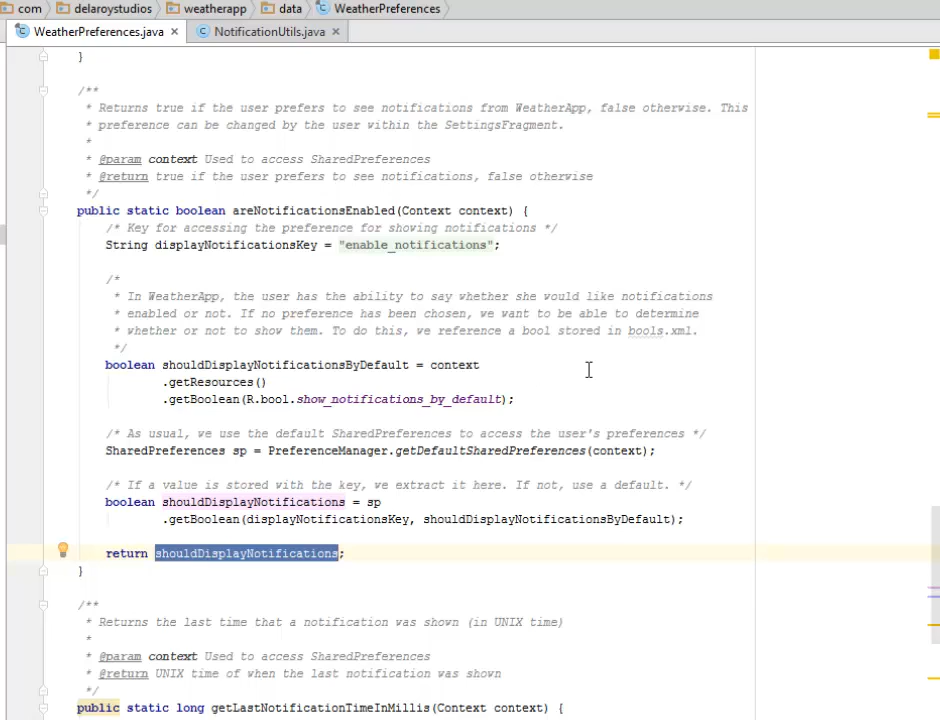 com delaroystudios weatherapp data WeatherPreferences
WeatherPreferences.java × NotificationUtils.java ×
}
/**
* Returns true if the user prefers to see notifications from WeatherApp, false otherwise. This
* preference can be changed by the user within the SettingsFragment.
*
* @param context Used to access SharedPreferences
* @return true if the user prefers to see notifications, false otherwise
*/
public static boolean areNotificationsEnabled(Context context) {
/* Key for accessing the preference for showing notifications */
String displayNotificationsKey = "enable_notifications";
/*
* In WeatherApp, the user has the ability to say whether she would like notifications
* enabled or not. If no preference has been chosen, we want to be able to determine
* whether or not to show them. To do this, we reference a bool stored in bools.xml.
*/
boolean shouldDisplayNotificationsByDefault = context
.getResources()
.getBoolean(R.bool.show_notifications_by_default);
/* As usual, we use the default SharedPreferences to access the user's preferences */
SharedPreferences sp = PreferenceManager.getDefaultSharedPreferences(context);
/* If a value is stored with the key, we extract it here. If not, use a default. */
boolean shouldDisplayNotifications = sp
.getBoolean(displayNotificationsKey, shouldDisplayNotificationsByDefault);
return shouldDisplayNotifications;
}
/**
* Returns the last time that a notification was shown (in UNIX time)
*
* @param context Used to access SharedPreferences
* @return UNIX time of when the last notification was shown
*/
public static long getLastNotificationTimeInMillis(Context context) {